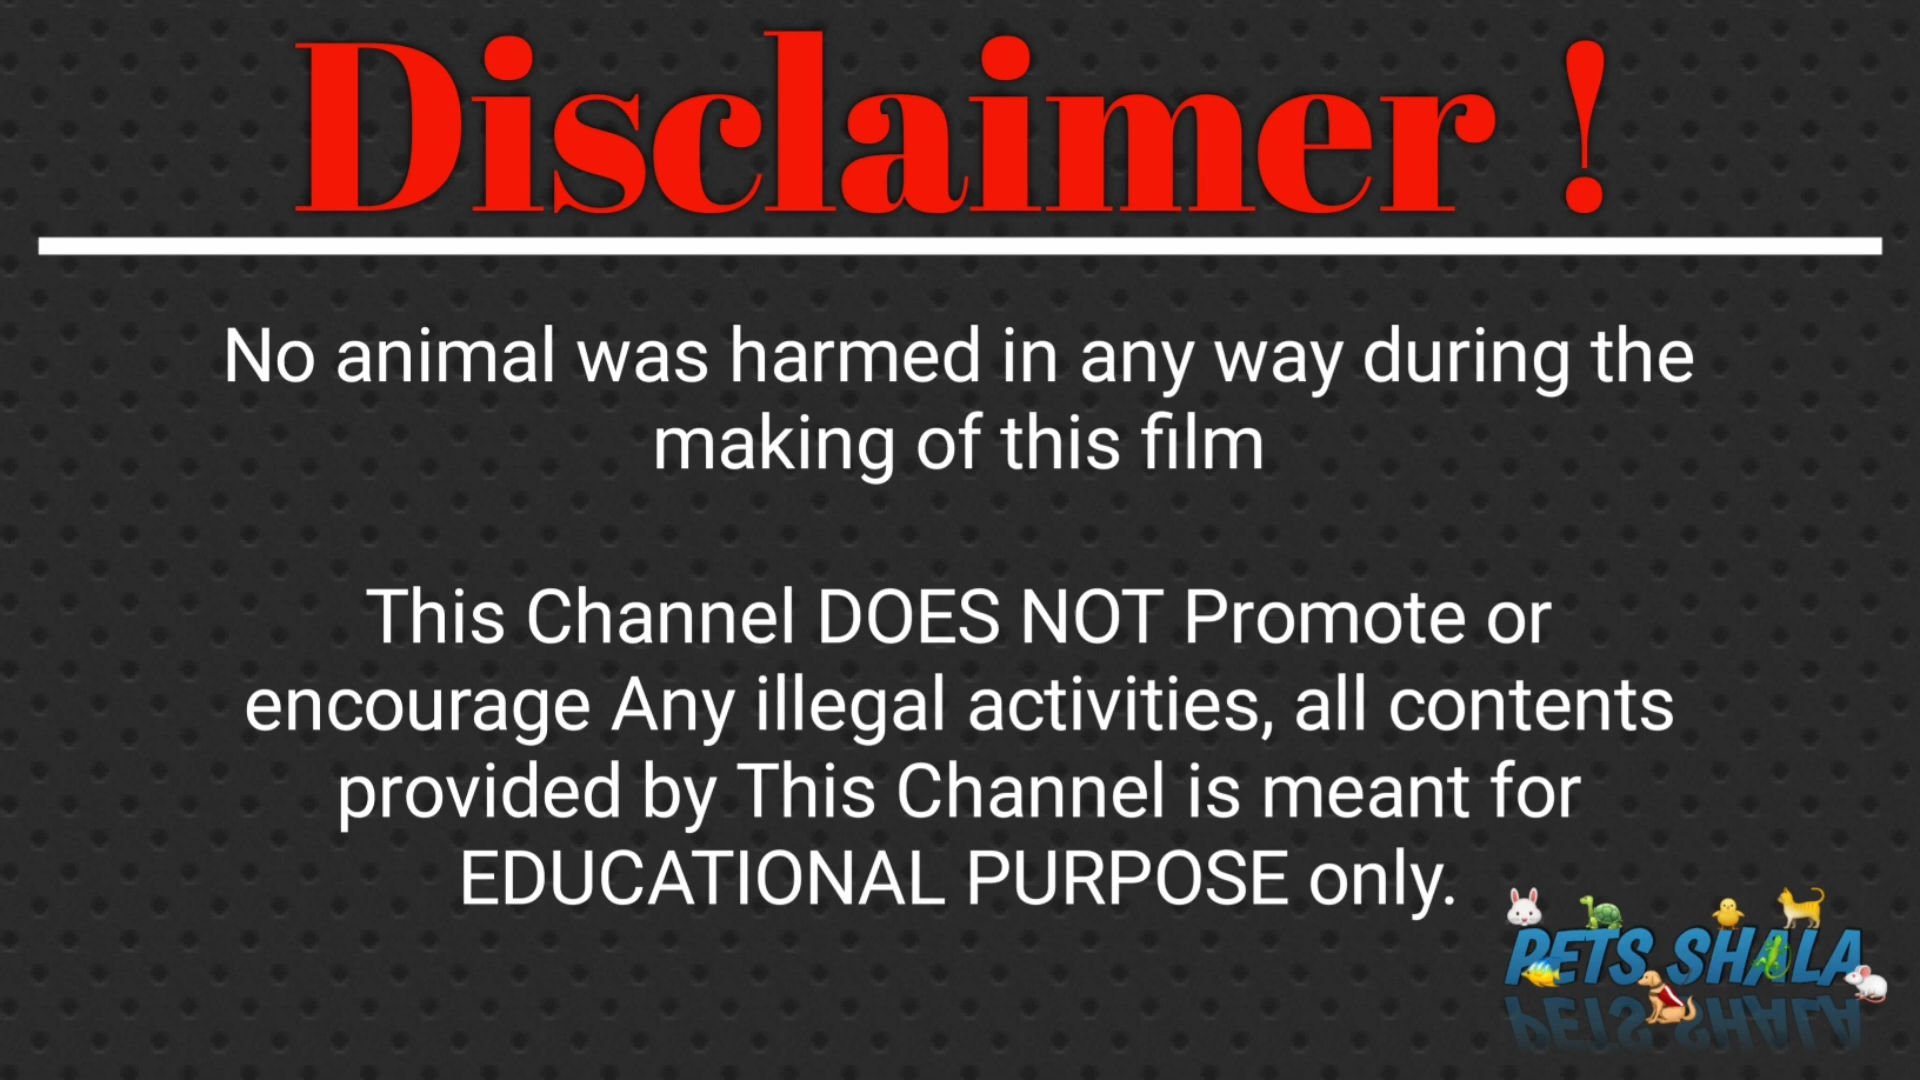 Disclaimer !
No animal was harmed in any way during the
making of this film
This Channel DOES NOT Promote or
encourage Any illegal activities, all contents
provided by This Channel is meant for
EDUCATIONAL PURPOSE only.
PETS SHALA